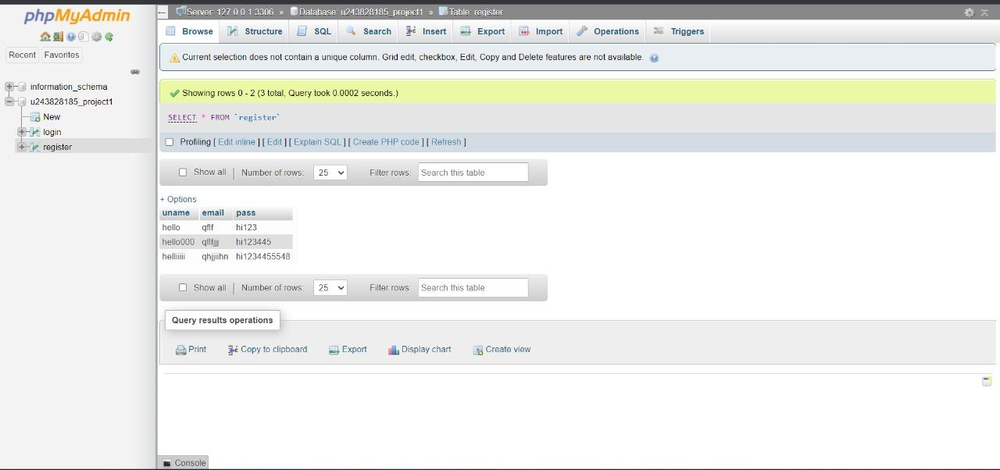 phpMyAdmin
Recent Favorites
information_schema
u243828185_project1
New
login
register
Server: 127.0.0.1:3306 » Database: u243828185_project1 » Table: register
Browse Structure SQL Search Insert Export Import Operations Triggers
Current selection does not contain a unique column. Grid edit, checkbox, Edit, Copy and Delete features are not available.
Showing rows 0 - 2 (3 total, Query took 0.0002 seconds.)
SELECT * FROM `register`
Profiling [ Edit inline ] [ Edit ] [ Explain SQL ] [ Create PHP code ] [ Refresh ]
Show all | Number of rows: 25 Filter rows: Search this table
+ Options
uname email pass
hello qflf hi123
hello000 qflfjjj hi123445
helliiiii qhjjiihn hi1234455548
Show all | Number of rows: 25 Filter rows: Search this table
Query results operations
Print Copy to clipboard Export Display chart Create view
Console